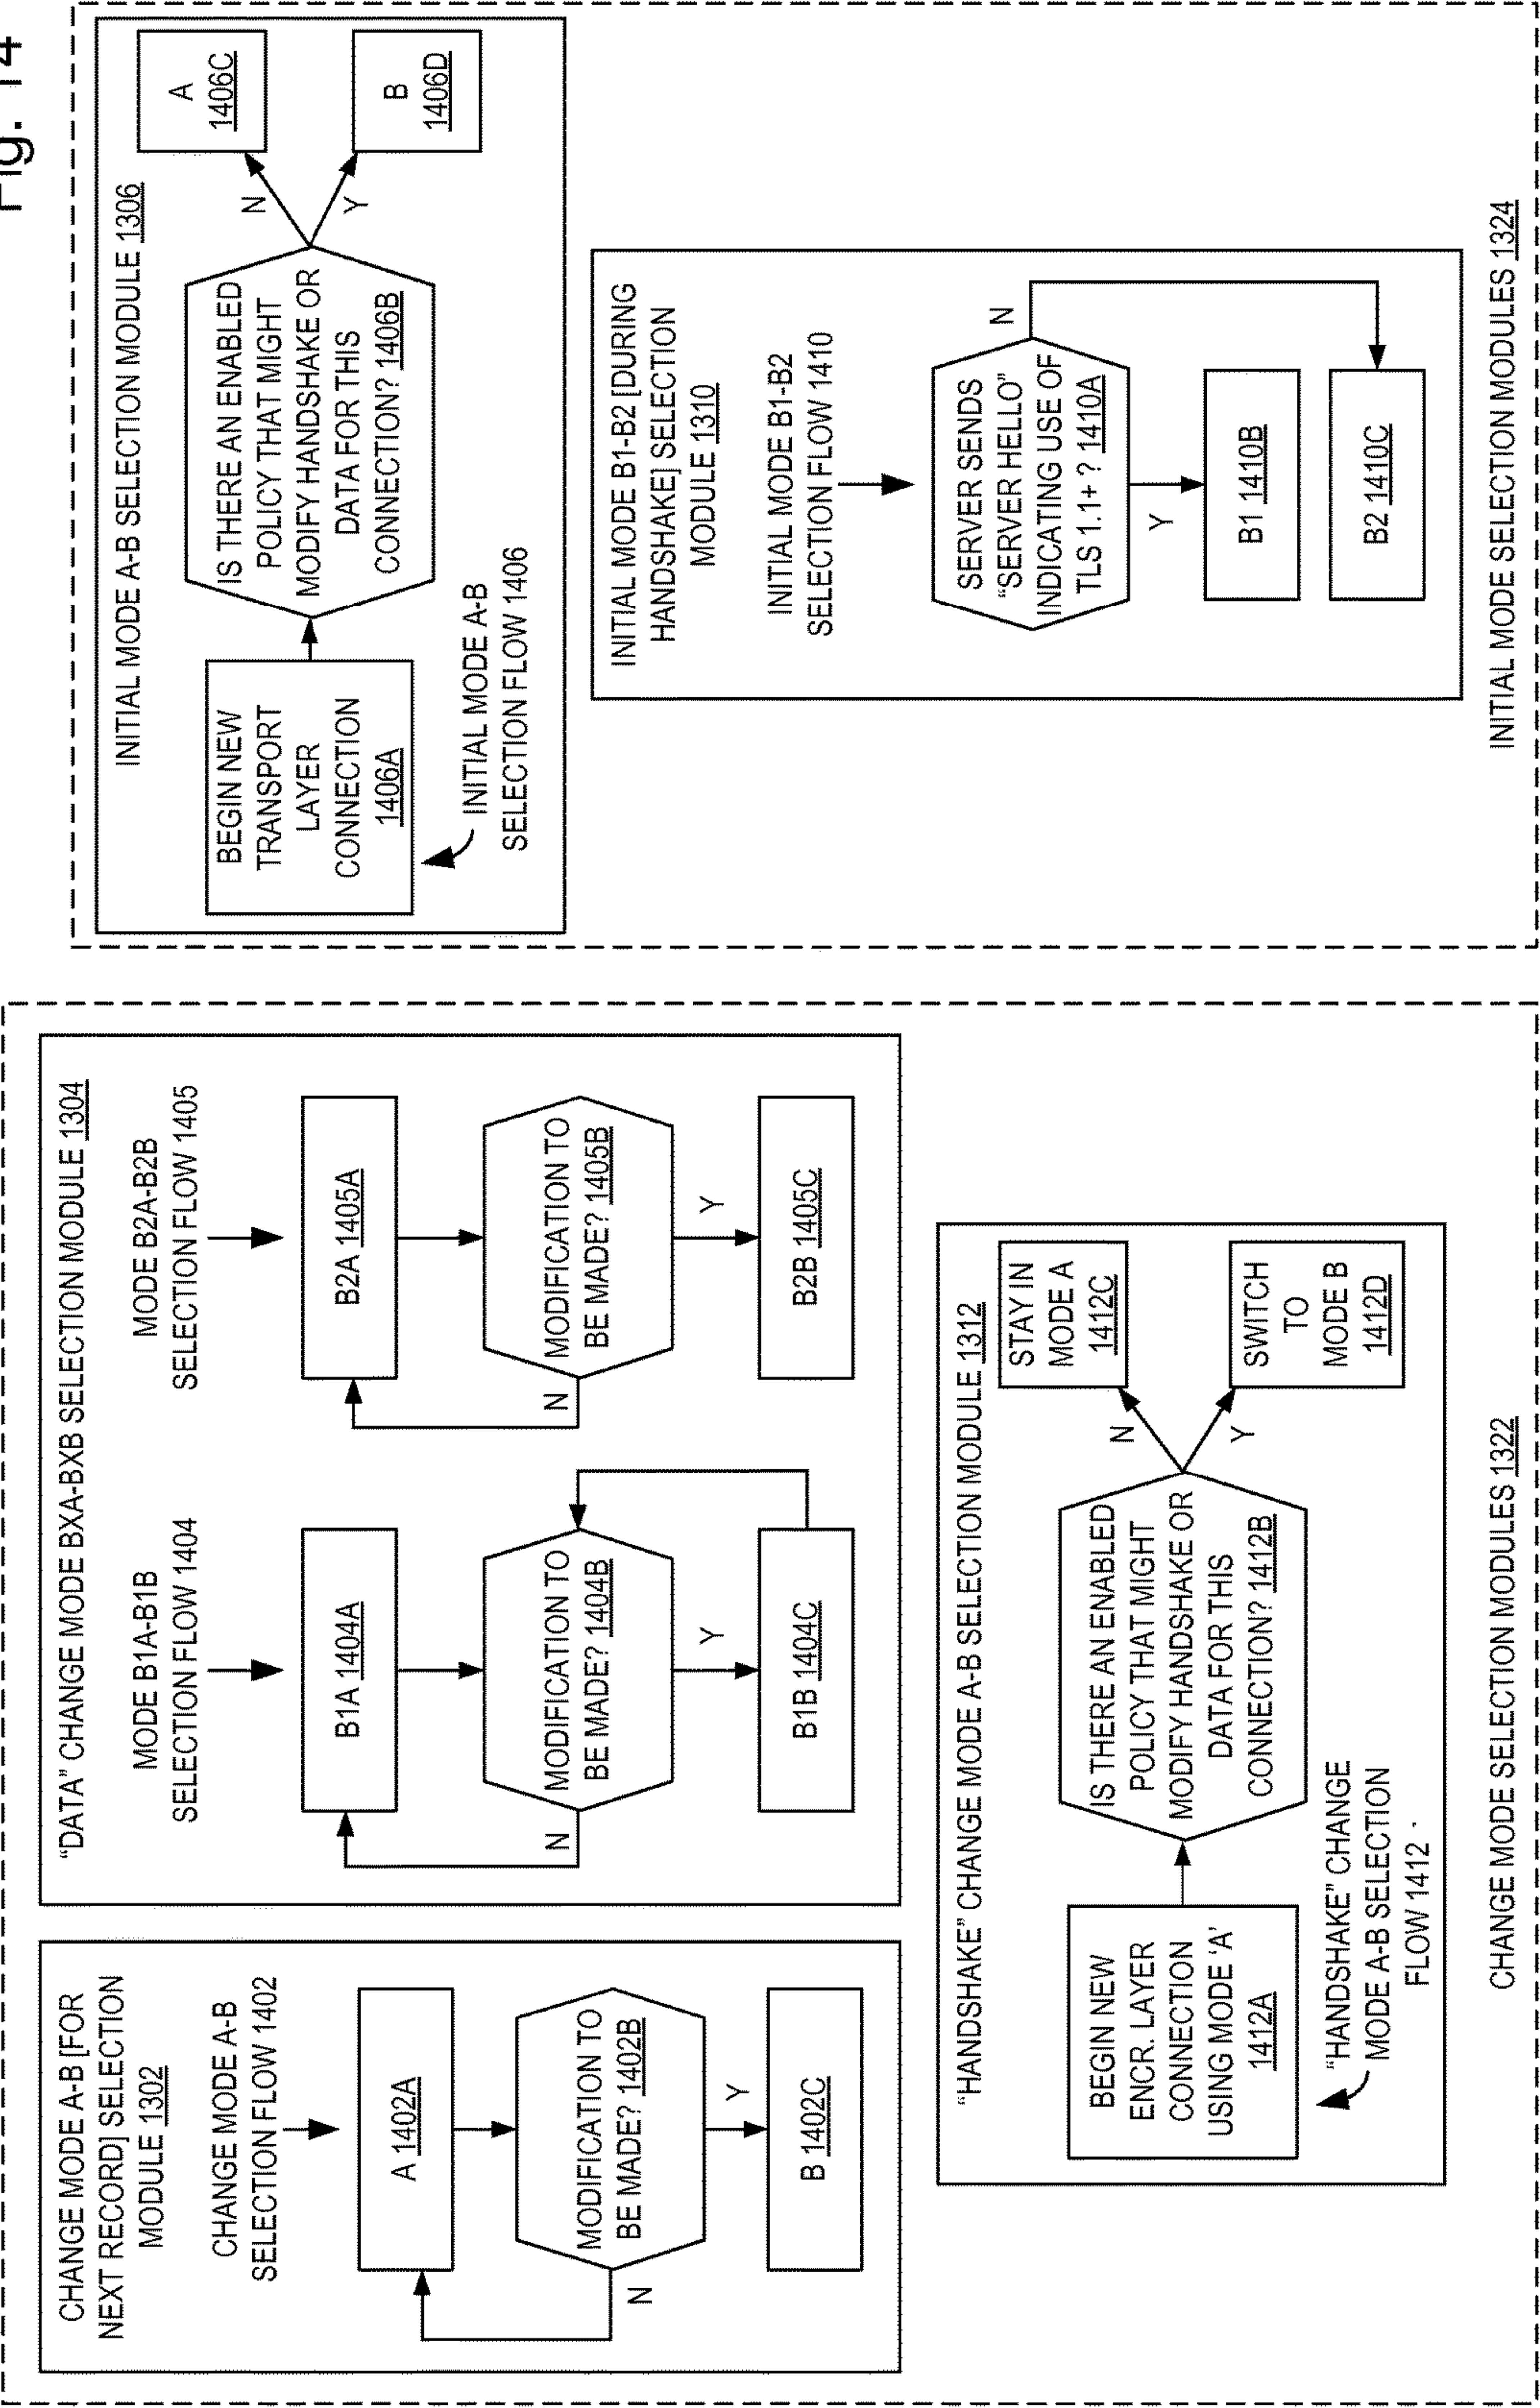 Fig. 14
CHANGE MODE A-B [FOR
NEXT RECORD] SELECTION
MODULE 1302
CHANGE MODE A-B
SELECTION FLOW 1402
A 1402A
MODIFICATION TO
BE MADE? 1402B
N
Y
B 1402C
"DATA" CHANGE MODE BXA-BXB SELECTION MODULE 1304
MODE B1A-B1B
SELECTION FLOW 1404
B1A 1404A
MODIFICATION TO
BE MADE? 1404B
N
Y
B1B 1404C
MODE B2A-B2B
SELECTION FLOW 1405
B2A 1405A
MODIFICATION TO
BE MADE? 1405B
N
Y
B2B 1405C
"HANDSHAKE" CHANGE MODE A-B SELECTION MODULE 1312
BEGIN NEW
ENCR. LAYER
CONNECTION
USING MODE 'A'
1412A
IS THERE AN ENABLED
POLICY THAT MIGHT
MODIFY HANDSHAKE OR
DATA FOR THIS
CONNECTION? 1412B
N
Y
STAY IN
MODE A
1412C
SWITCH
TO
MODE B
1412D
"HANDSHAKE" CHANGE
MODE A-B SELECTION
FLOW 1412
CHANGE MODE SELECTION MODULES 1322
INITIAL MODE A-B SELECTION MODULE 1306
BEGIN NEW
TRANSPORT
LAYER
CONNECTION
1406A
IS THERE AN ENABLED
POLICY THAT MIGHT
MODIFY HANDSHAKE OR
DATA FOR THIS
CONNECTION? 1406B
N
Y
A
1406C
B
1406D
INITIAL MODE A-B
SELECTION FLOW 1406
INITIAL MODE B1-B2 [DURING
HANDSHAKE] SELECTION
MODULE 1310
INITIAL MODE B1-B2
SELECTION FLOW 1410
SERVER SENDS
"SERVER HELLO"
INDICATING USE OF
TLS 1.1+ ? 1410A
N
Y
B1 1410B
B2 1410C
INITIAL MODE SELECTION MODULES 1324